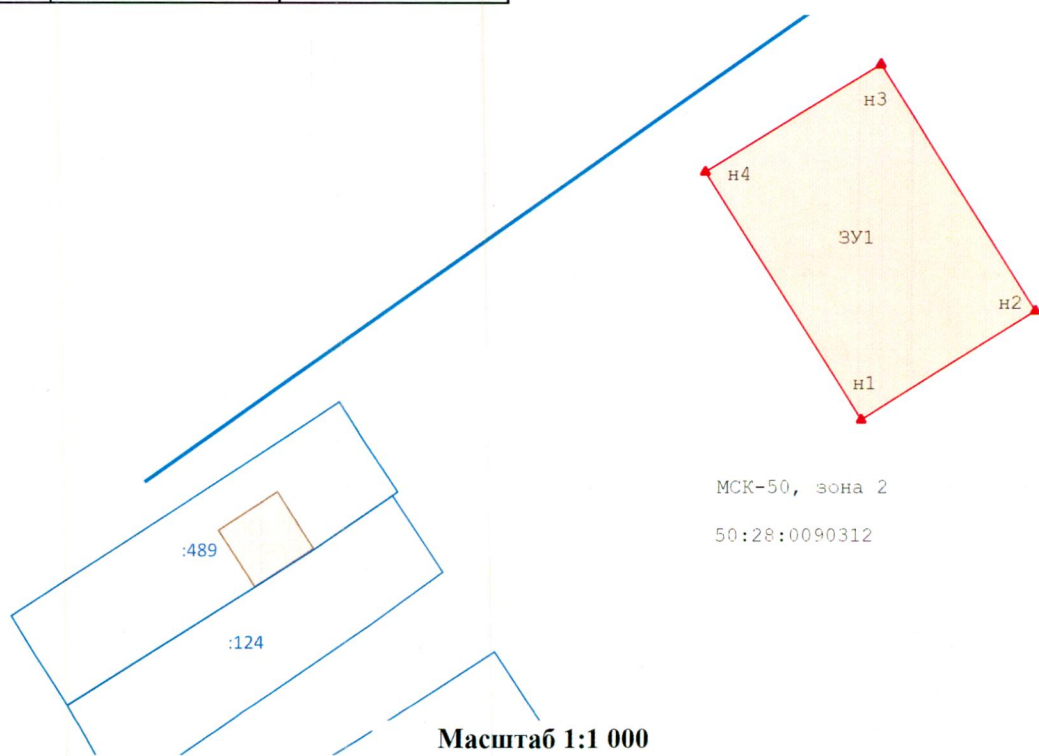 н3
н4
ЗУ1
н2
н1
МСК-50, зона 2
50:28:0090312
:489
:124
Масштаб 1:1 000